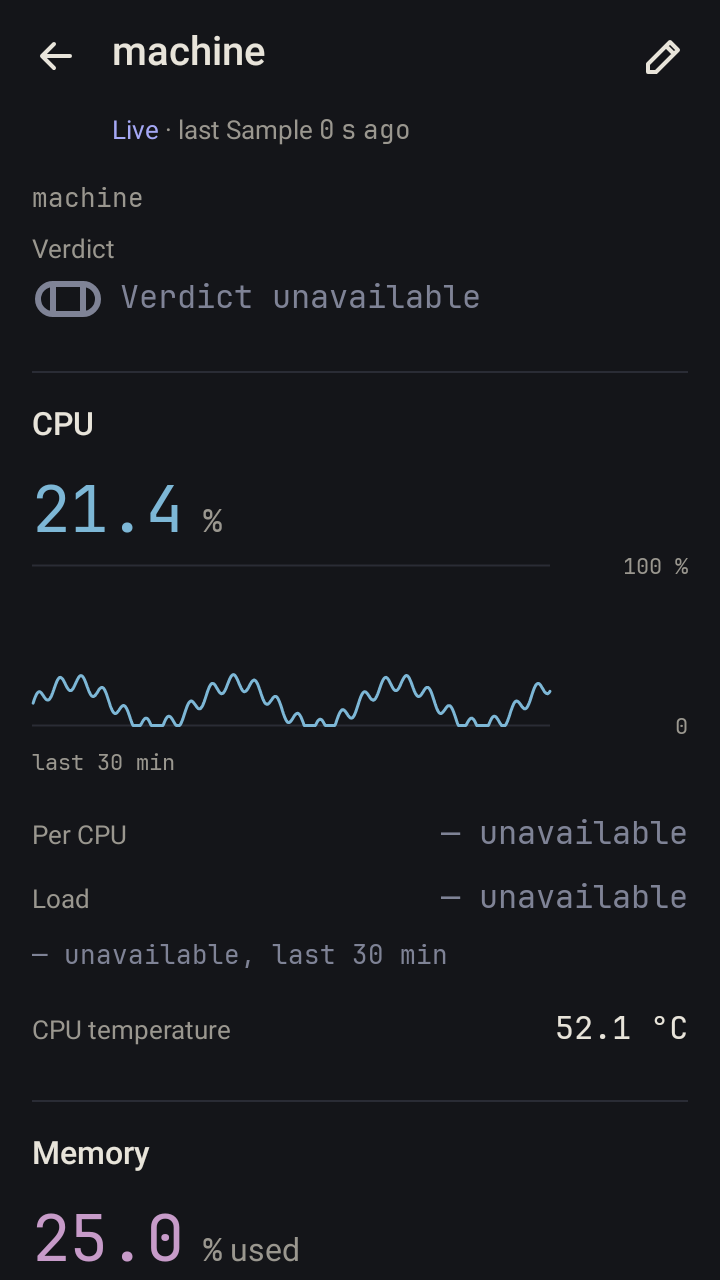 machine
Live · last Sample 0 s ago
machine
Verdict
Verdict unavailable
CPU
21.4 %
100 %
0
last 30 min
Per CPU — unavailable
Load — unavailable
— unavailable, last 30 min
CPU temperature 52.1 °C
Memory
25.0 % used